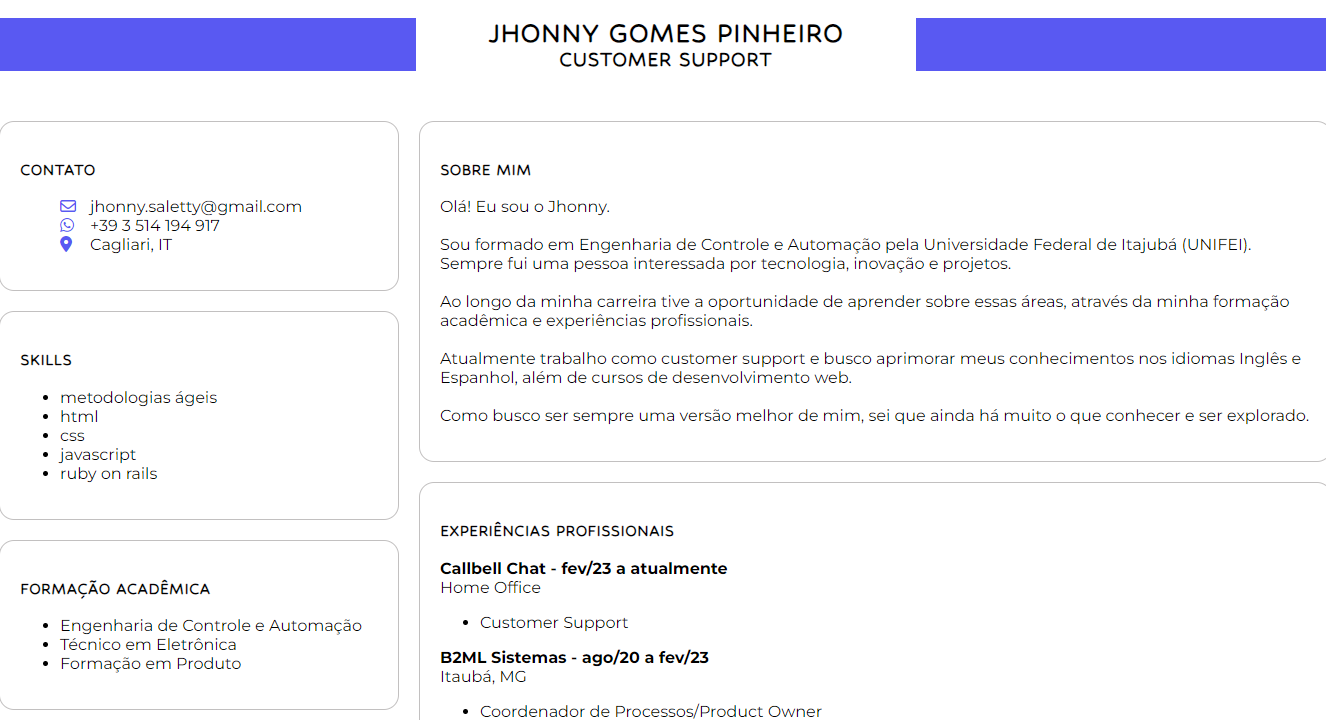 JHONNY GOMES PINHEIRO
CUSTOMER SUPPORT
CONTATO
jhonny.saletty@gmail.com
+39 3 514 194 917
Cagliari, IT
SKILLS
metodologias ágeis
html
css
javascript
ruby on rails
FORMAÇÃO ACADÊMICA
Engenharia de Controle e Automação
Técnico em Eletrônica
Formação em Produto
SOBRE MIM
Olá! Eu sou o Jhonny.
Sou formado em Engenharia de Controle e Automação pela Universidade Federal de Itajubá (UNIFEI).
Sempre fui uma pessoa interessada por tecnologia, inovação e projetos.
Ao longo da minha carreira tive a oportunidade de aprender sobre essas áreas, através da minha formação
acadêmica e experiências profissionais.
Atualmente trabalho como customer support e busco aprimorar meus conhecimentos nos idiomas Inglês e
Espanhol, além de cursos de desenvolvimento web.
Como busco ser sempre uma versão melhor de mim, sei que ainda há muito o que conhecer e ser explorado.
EXPERIÊNCIAS PROFISSIONAIS
Callbell Chat - fev/23 a atualmente
Home Office
Customer Support
B2ML Sistemas - ago/20 a fev/23
Itaubá, MG
Coordenador de Processos/Product Owner